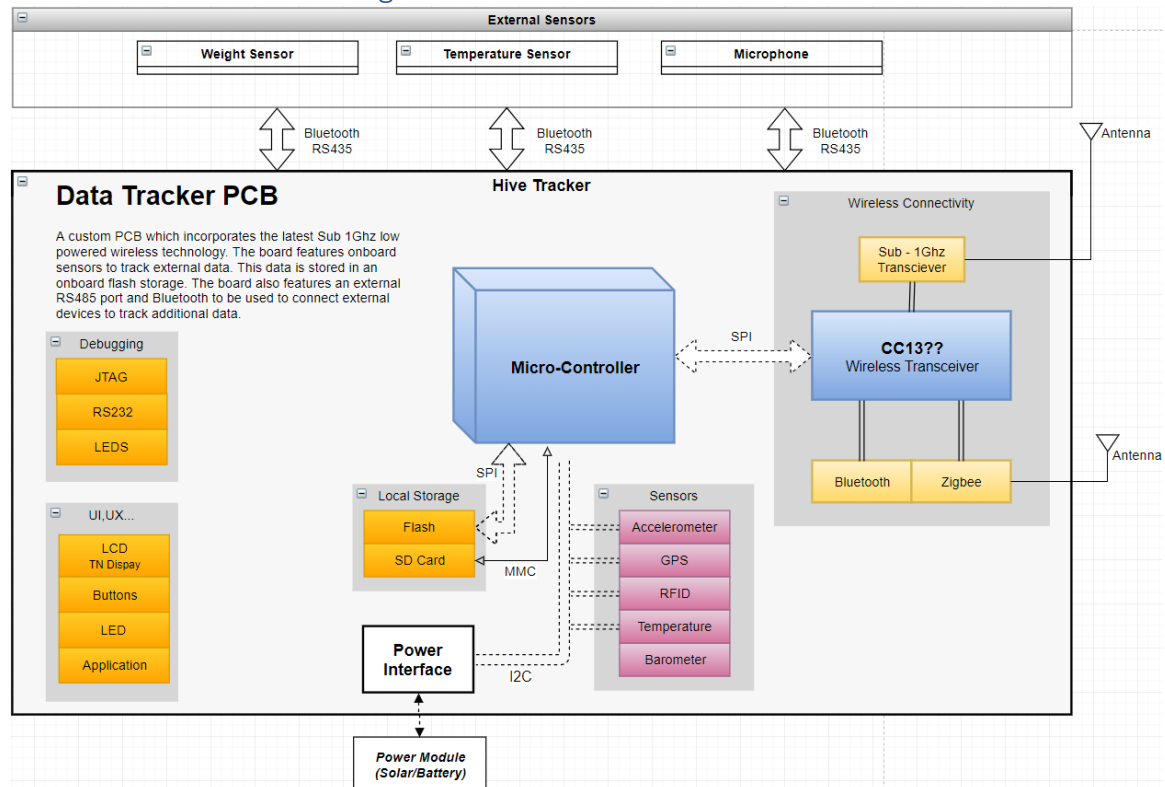 External Sensors
Weight Sensor
Temperature Sensor
Microphone
Bluetooth
RS435
Bluetooth
RS435
Bluetooth
RS435
Antenna
Hive Tracker
Data Tracker PCB
A custom PCB which incorporates the latest Sub 1Ghz low
powered wireless technology. The board features onboard
sensors to track external data. This data is stored in an
onboard flash storage. The board also features an external
RS485 port and Bluetooth to be used to connect external
devices to track additional data.
Wireless Connectivity
Sub - 1Ghz
Transciever
SPI
CC13??
Wireless Transceiver
Micro-Controller
Bluetooth
Zigbee
Antenna
Debugging
JTAG
RS232
LEDS
SPI
Local Storage
Flash
SD Card
MMC
Sensors
Accelerometer
GPS
RFID
Temperature
Barometer
UI,UX...
LCD
TN Dispay
Buttons
LED
Application
Power
Interface
I2C
Power Module
(Solar/Battery)